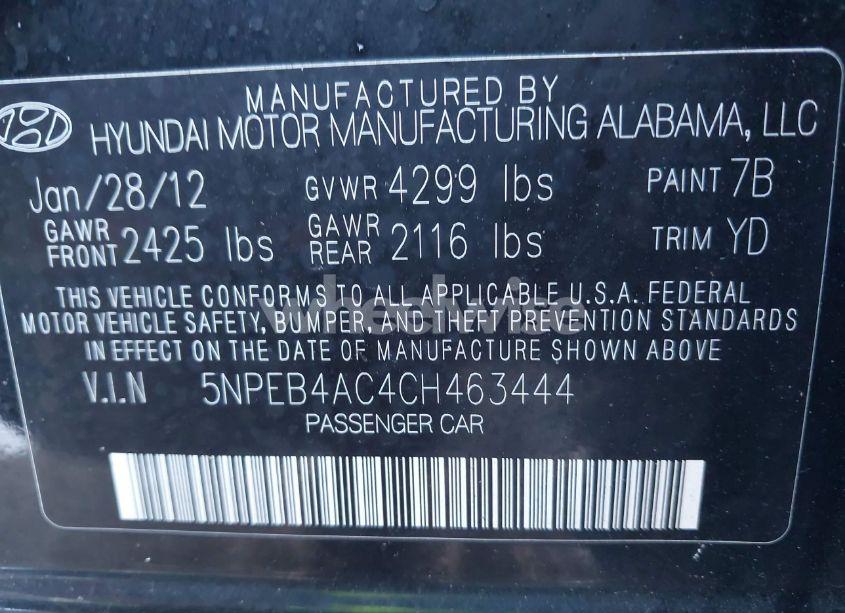 MANUFACTURED BY
HYUNDAI MOTOR MANUFACTURING ALABAMA, LLC
Jan/28/12 GVWR 4299 lbs PAINT 7B
GAWR FRONT 2425 lbs GAWR REAR 2116 lbs TRIM YD
THIS VEHICLE CONFORMS TO ALL APPLICABLE U.S.A. FEDERAL
MOTOR VEHICLE SAFETY, BUMPER, AND THEFT PREVENTION STANDARDS
IN EFFECT ON THE DATE OF MANUFACTURE SHOWN ABOVE
V.I.N 5NPEB4AC4CH463444
PASSENGER CAR